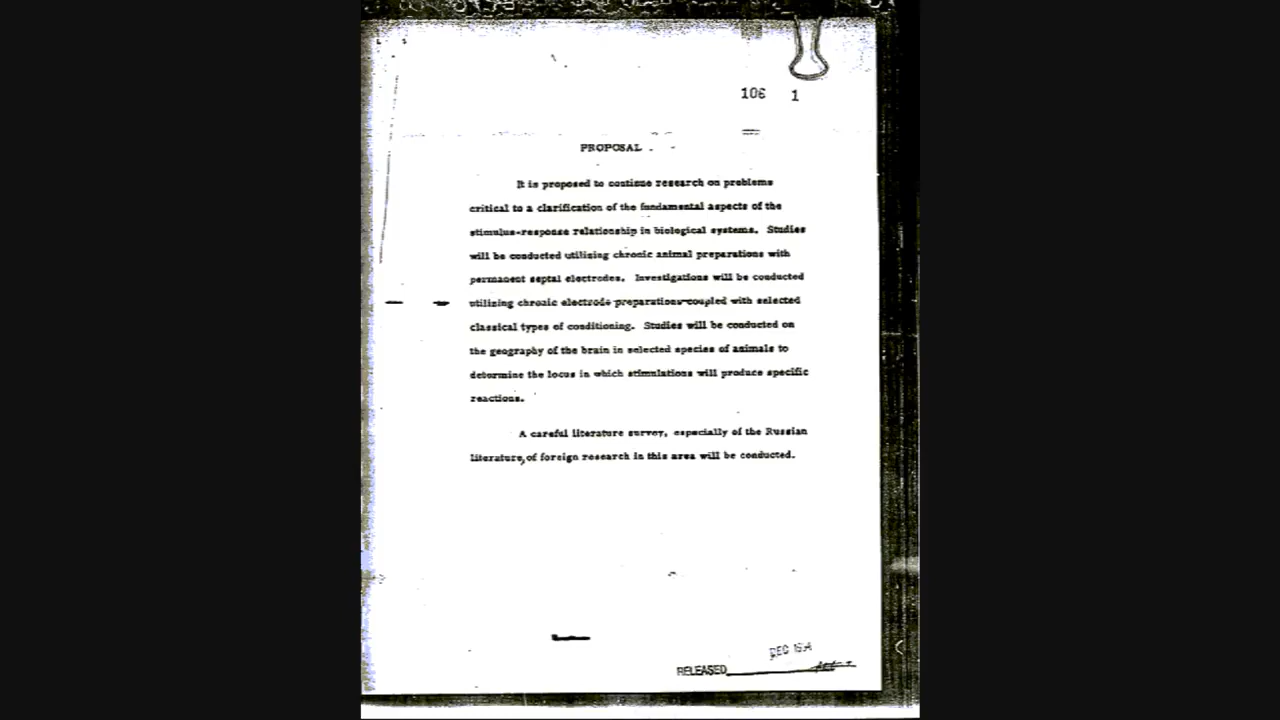 106 1
PROPOSAL
It is proposed to continue research on problems
critical to a clarification of the fundamental aspects of the
stimulus-response relationship in biological systems. Studies
will be conducted utilizing chronic animal preparations with
permanent septal electrodes. Investigations will be conducted
utilizing chronic electrode preparations coupled with selected
classical types of conditioning. Studies will be conducted on
the geography of the brain in selected species of animals to
determine the locus in which stimulations will produce specific
reactions.
A careful literature survey, especially of the Russian
literature, of foreign research in this area will be conducted.
DEC
RELEASED